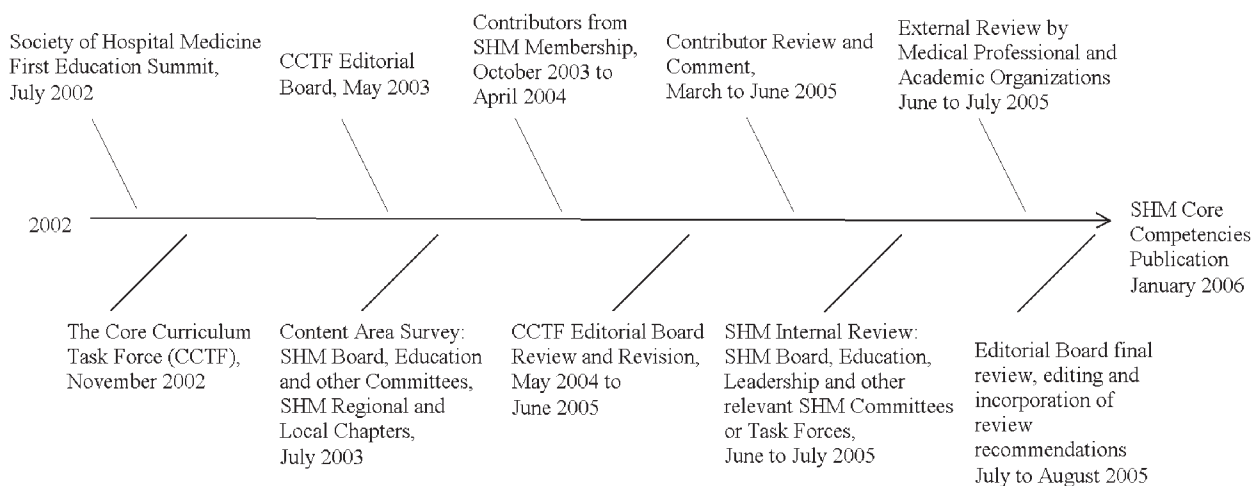 Society of Hospital Medicine
First Education Summit,
July 2002
CCTF Editorial
Board, May 2003
Contributors from
SHM Membership,
October 2003 to
April 2004
Contributor Review and
Comment,
March to June 2005
External Review by
Medical Professional and
Academic Organizations
June to July 2005
2002
SHM Core
Competencies
Publication
January 2006
The Core Curriculum
Task Force (CCTF),
November 2002
Content Area Survey:
SHM Board, Education
and other Committees,
SHM Regional and
Local Chapters,
July 2003
CCTF Editorial Board
Review and Revision,
May 2004 to
June 2005
SHM Internal Review:
SHM Board, Education,
Leadership and other
relevant SHM Committees
or Task Forces,
June to July 2005
Editorial Board final
review, editing and
incorporation of
review
recommendations
July to August 2005